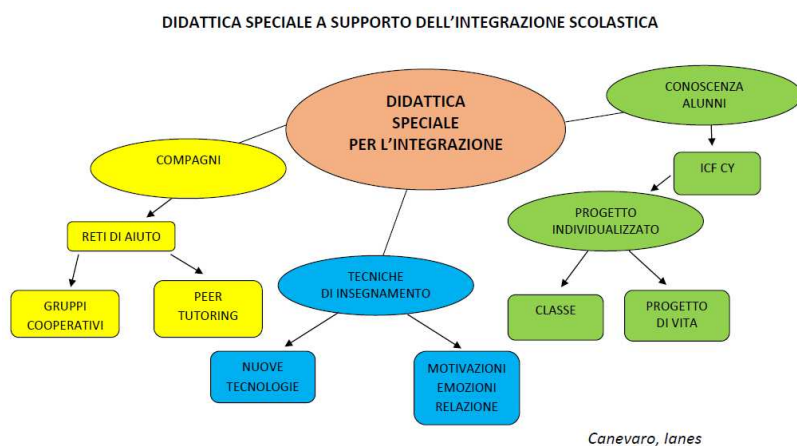 DIDATTICA SPECIALE A SUPPORTO DELL'INTEGRAZIONE SCOLASTICA
DIDATTICA
SPECIALE
PER L'INTEGRAZIONE
CONOSCENZA
ALUNNI
COMPAGNI
ICF CY
RETI DI AIUTO
PROGETTO
INDIVIDUALIZZATO
GRUPPI
COOPERATIVI
PEER
TUTORING
TECNICHE
DI INSEGNAMENTO
CLASSE
PROGETTO
DI VITA
NUOVE
TECNOLOGIE
MOTIVAZIONI
EMOZIONI
RELAZIONE
Canevaro, Ianes